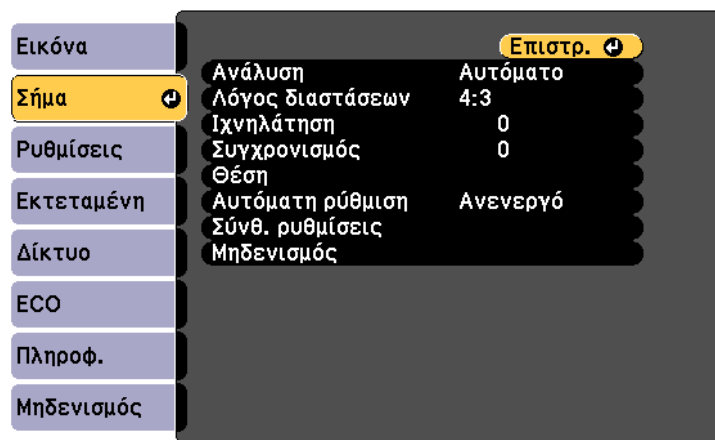 Εικόνα
Σήμα
Ρυθμίσεις
Εκτεταμένη
Δίκτυο
ECO
Πληροφ.
Μηδενισμός
Επιστρ.
Ανάλυση Αυτόματο
Λόγος διαστάσεων 4:3
Ιχνηλάτηση 0
Συγχρονισμός 0
Θέση
Αυτόματη ρύθμιση Ανενεργό
Σύνθ. ρυθμίσεις
Μηδενισμός